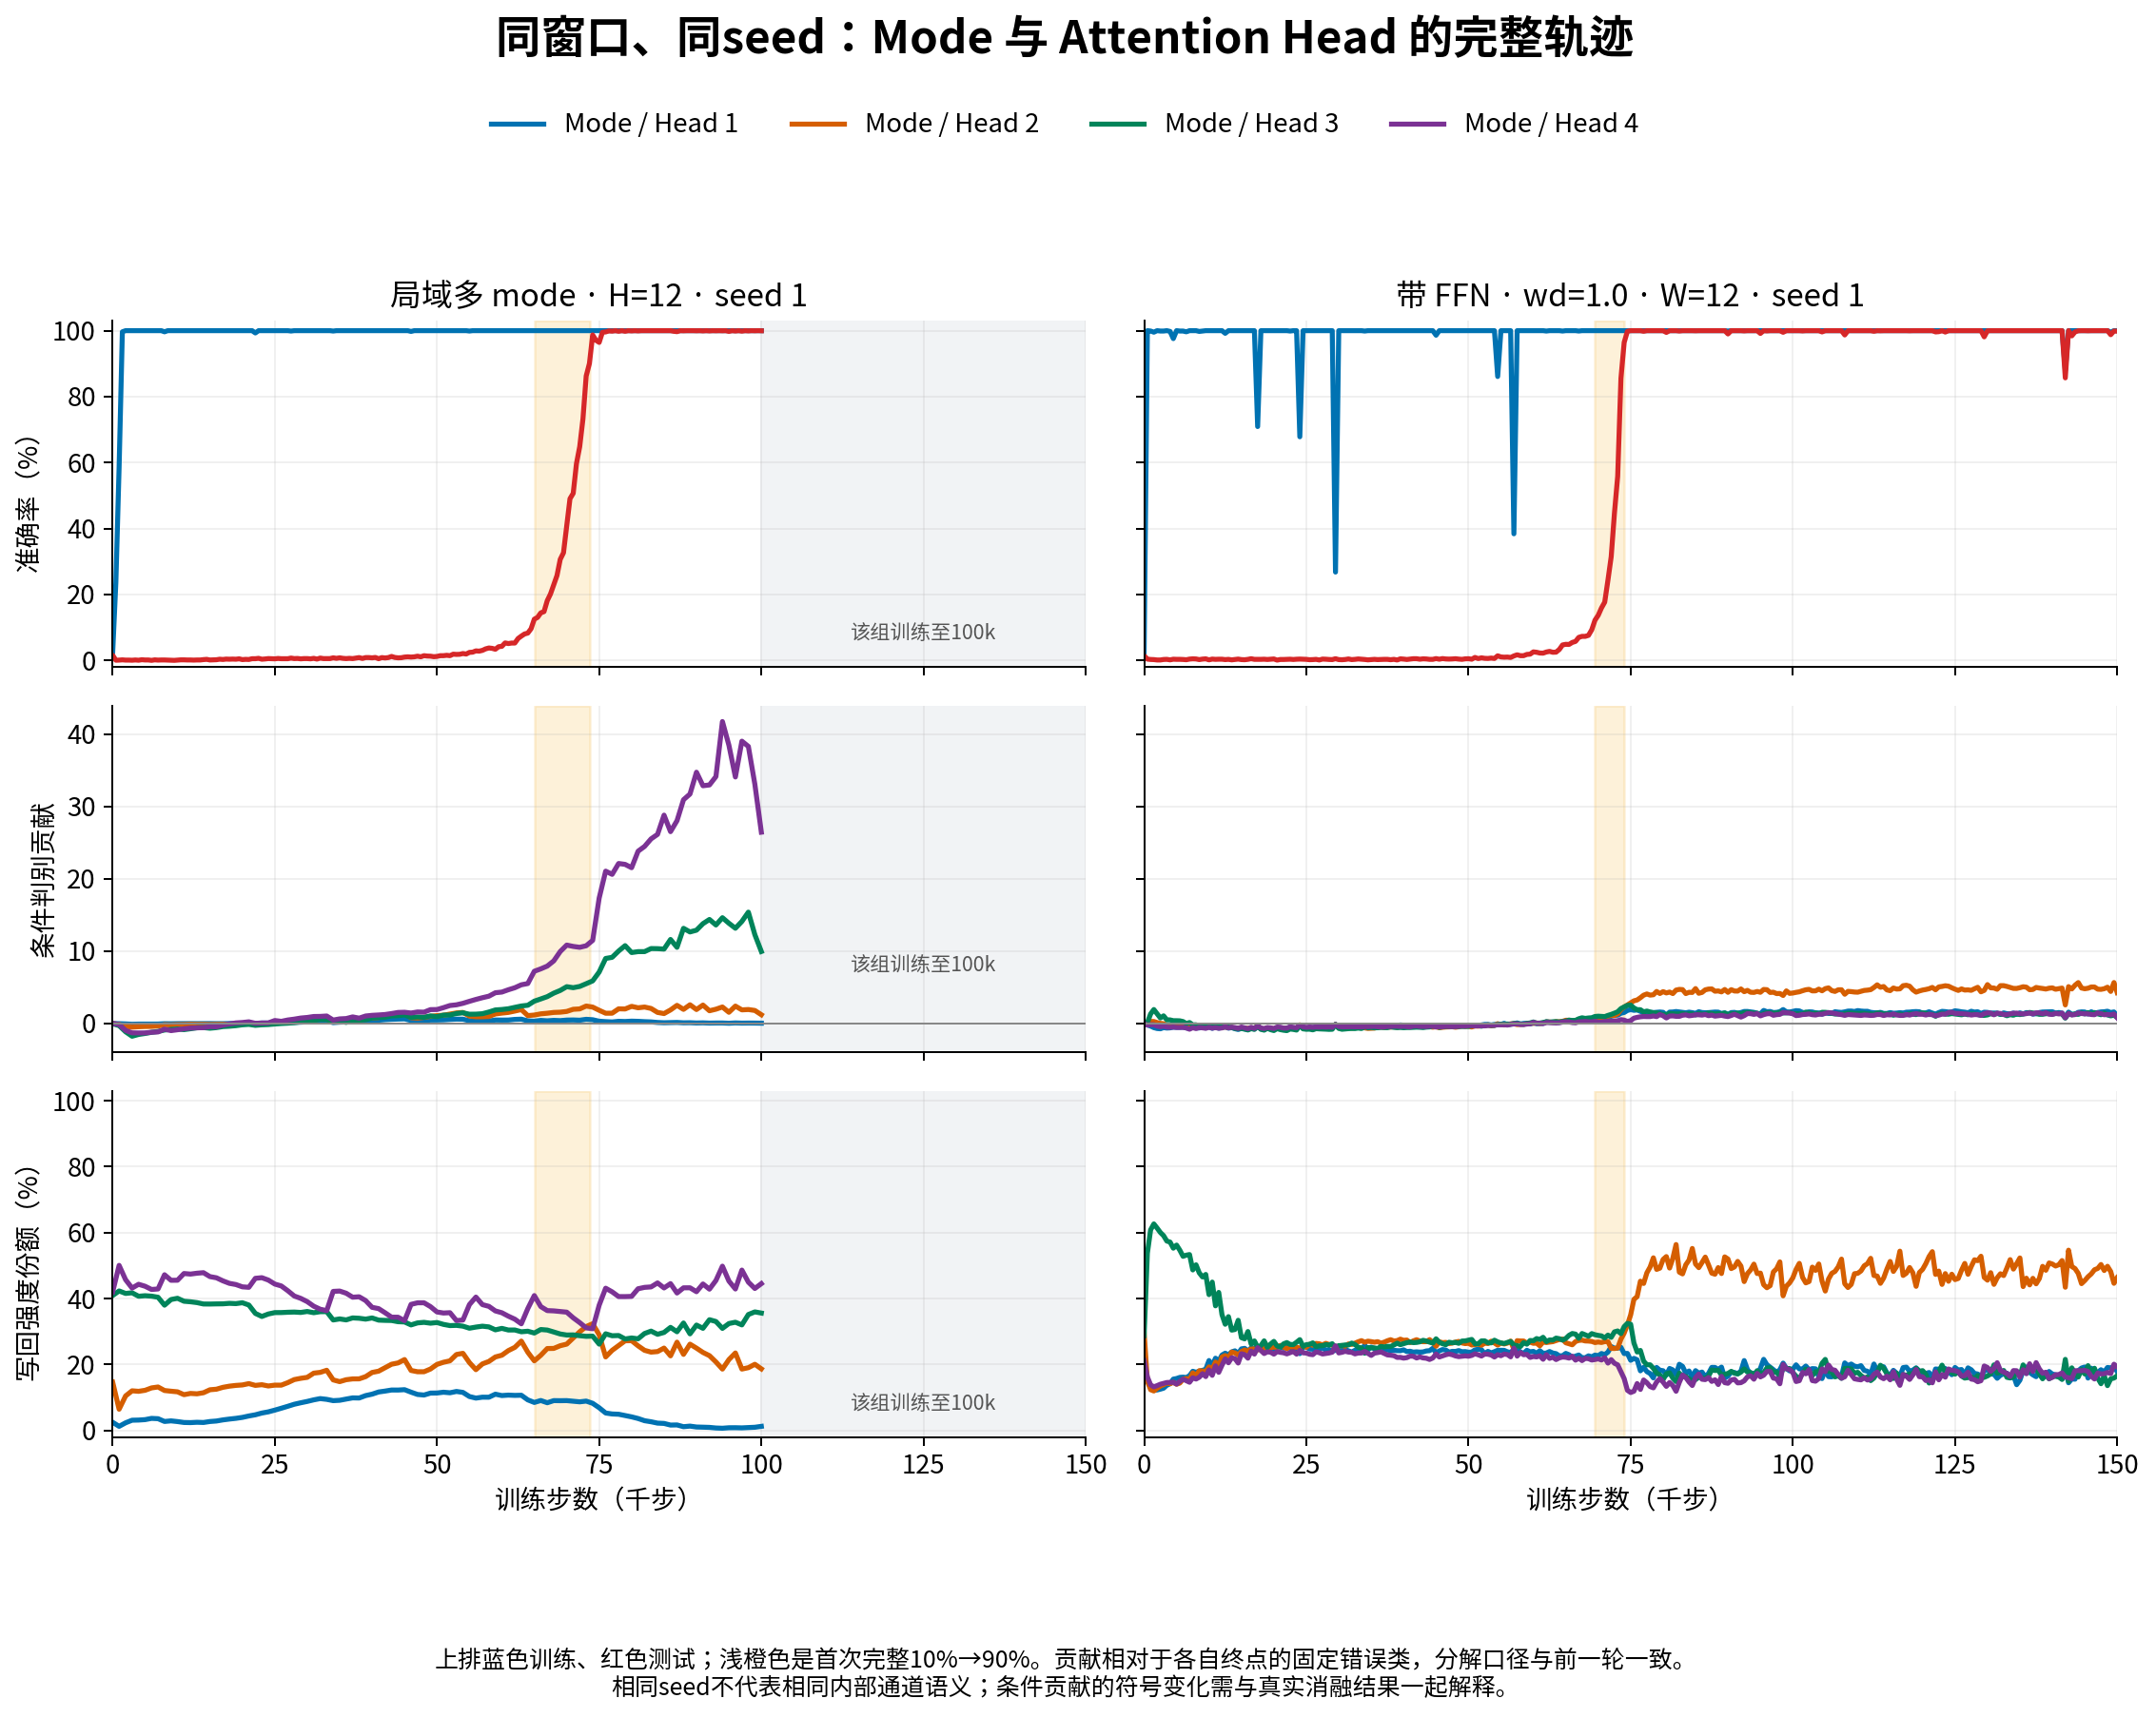 同窗口、同seed：Mode 与 Attention Head 的完整轨迹
Mode / Head 1
Mode / Head 2
Mode / Head 3
Mode / Head 4
局域多 mode · H=12 · seed 1
带 FFN · wd=1.0 · W=12 · seed 1
准确率（%）
100
80
60
40
20
0
该组训练至100k
条件判别贡献
40
30
20
10
0
该组训练至100k
写回强度份额（%）
100
80
60
40
20
0
该组训练至100k
0 25 50 75 100 125 150
0 25 50 75 100 125 150
训练步数（千步）
训练步数（千步）
上排蓝色训练、红色测试；浅橙色是首次完整10%→90%。贡献相对于各自终点的固定错误类，分解口径与前一轮一致。
相同seed不代表相同内部通道语义；条件贡献的符号变化需与真实消融结果一起解释。